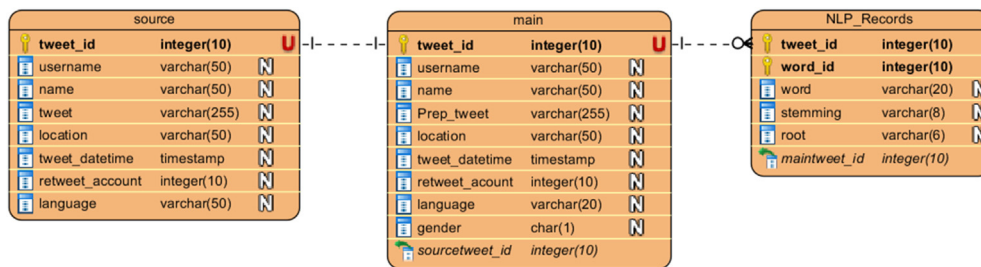 source
tweet_id integer(10) U
username varchar(50) N
name varchar(50) N
tweet varchar(255) N
location varchar(50) N
tweet_datetime timestamp N
retweet_account integer(10) N
language varchar(50) N
main
tweet_id integer(10) U
username varchar(50) N
name varchar(50) N
Prep_tweet varchar(255) N
location varchar(50) N
tweet_datetime timestamp N
retweet_acount integer(10) N
language varchar(20) N
gender char(1) N
sourcetweet_id integer(10)
NLP_Records
tweet_id integer(10)
word_id integer(10)
word varchar(20) N
stemming varchar(8) N
root varchar(6) N
maintweet_id integer(10)